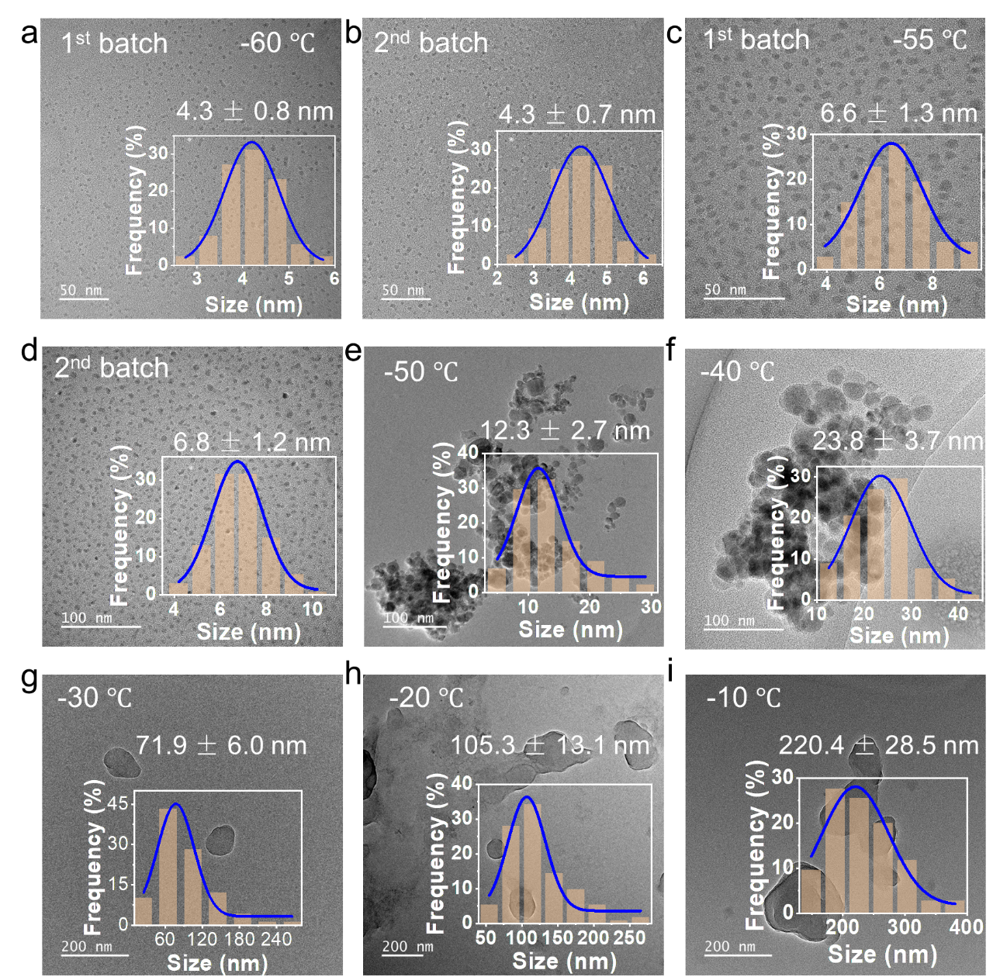 a
1st batch
-60 ℃
4.3 ± 0.8 nm
Frequency (%)
30
20
10
0
3 4 5 6
Size (nm)
50 nm
b
2nd batch
4.3 ± 0.7 nm
Frequency (%)
30
20
10
0
2 3 4 5 6
Size (nm)
50 nm
c
1st batch
-55 ℃
6.6 ± 1.3 nm
Frequency (%)
30
20
10
0
4 6 8
Size (nm)
50 nm
d
2nd batch
6.8 ± 1.2 nm
Frequency (%)
30
20
10
0
4 6 8 10
Size (nm)
100 nm
e
-50 ℃
12.3 ± 2.7 nm
Frequency (%)
40
30
20
10
0
10 20 30
Size (nm)
100 nm
f
-40 ℃
23.8 ± 3.7 nm
Frequency (%)
30
20
10
0
10 20 30 40
Size (nm)
100 nm
g
-30 ℃
71.9 ± 6.0 nm
Frequency (%)
45
30
15
0
60 120 180 240
Size (nm)
200 nm
h
-20 ℃
105.3 ± 13.1 nm
Frequency (%)
40
30
20
10
0
50 100 150 200 250
Size (nm)
200 nm
i
-10 ℃
220.4 ± 28.5 nm
Frequency (%)
30
20
10
0
200 300 400
Size (nm)
200 nm